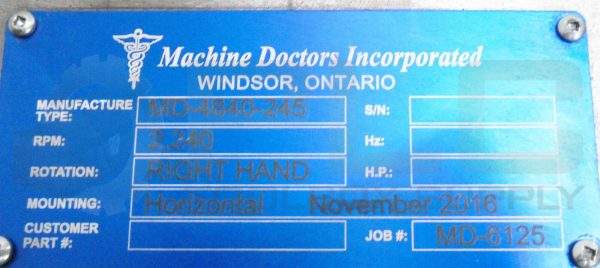 Machine Doctors Incorporated
WINDSOR, ONTARIO
MANUFACTURE TYPE: MD-4840-245 S/N:
RPM: 2,240 Hz:
ROTATION: RIGHT HAND H.P.:
MOUNTING: Horizontal November 2016
CUSTOMER PART #: JOB #: MD-6125